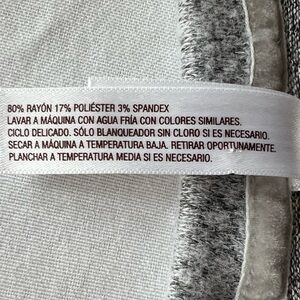 80% RAYÓN 17% POLIÉSTER 3% SPANDEX
LAVAR A MÁQUINA CON AGUA FRÍA CON COLORES SIMILARES.
CICLO DELICADO. SÓLO BLANQUEADOR SIN CLORO SI ES NECESARIO.
SECAR A MÁQUINA A TEMPERATURA BAJA. RETIRAR OPORTUNAMENTE.
PLANCHAR A TEMPERATURA MEDIA SI ES NECESARIO.